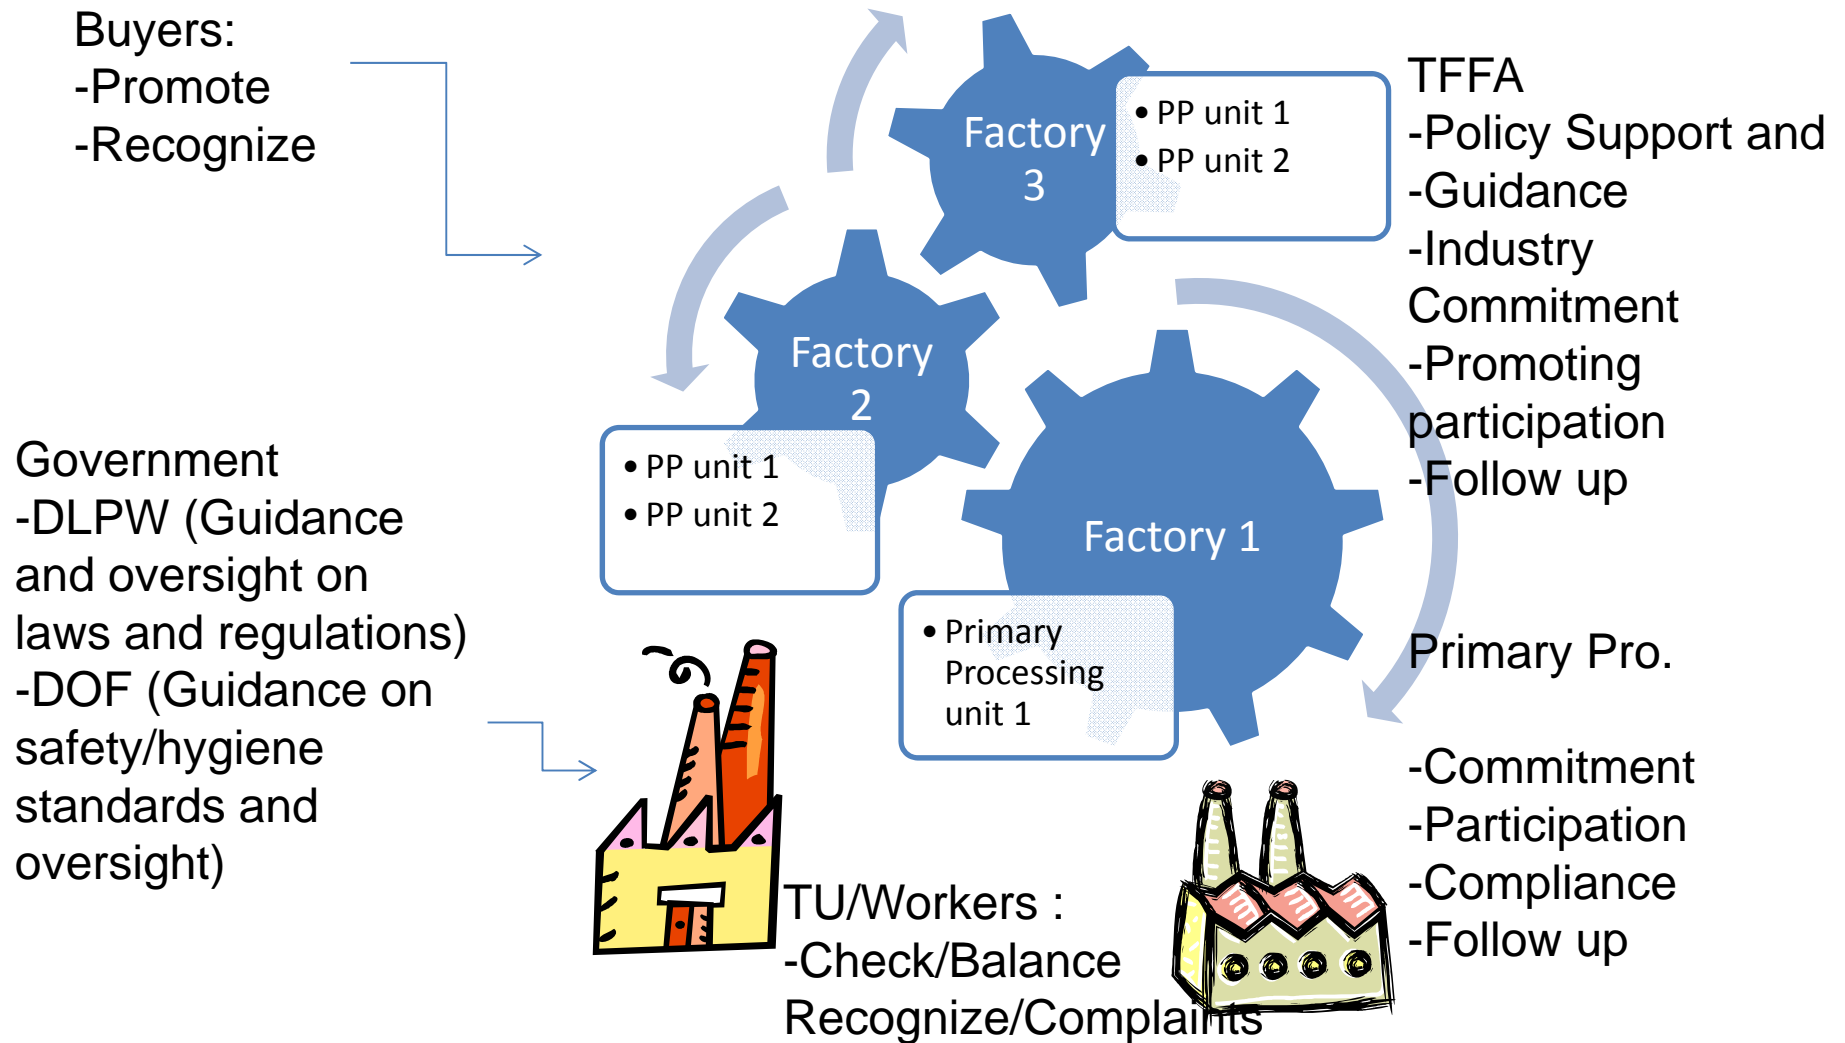 Buyers:
-Promote
-Recognize
Factory
3
• PP unit 1
• PP unit 2
TFFA
-Policy Support and
-Guidance
-Industry
Commitment
-Promoting
participation
-Follow up
Factory
2
• PP unit 1
• PP unit 2
Factory 1
• Primary
Processing
unit 1
Government
-DLPW (Guidance
and oversight on
laws and regulations)
-DOF (Guidance on
safety/hygiene
standards and
oversight)
Primary Pro.
-Commitment
-Participation
-Compliance
-Follow up
TU/Workers :
-Check/Balance
Recognize/Complaints